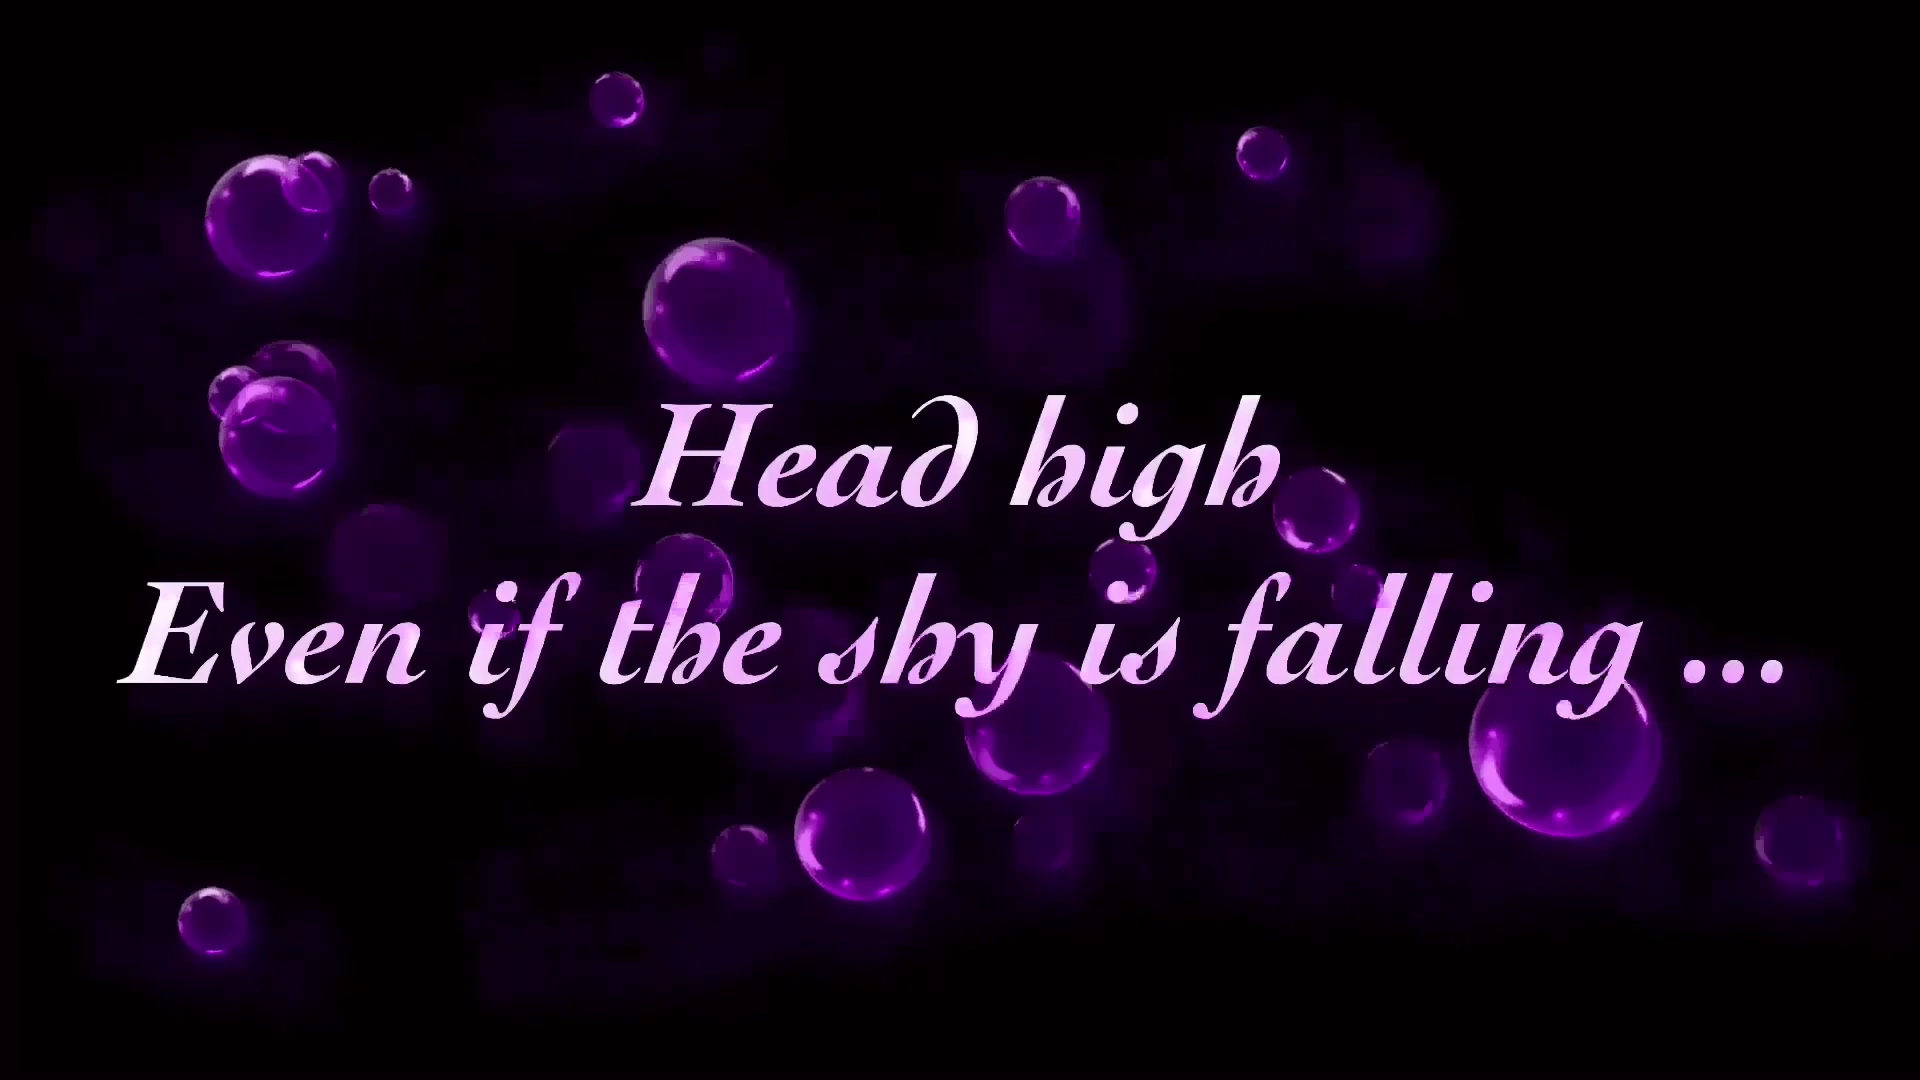 Head high
Even if the sky is falling ...